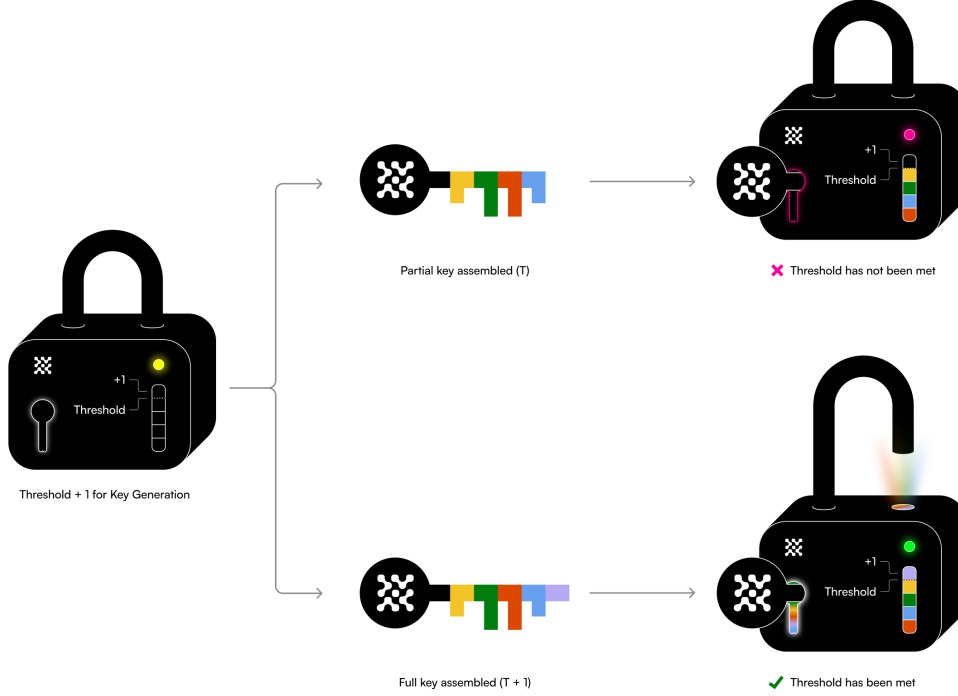 +1
Threshold
Threshold + 1 for Key Generation
Partial key assembled (T)
+1
Threshold
Threshold has not been met
Full key assembled (T + 1)
+1
Threshold
Threshold has been met